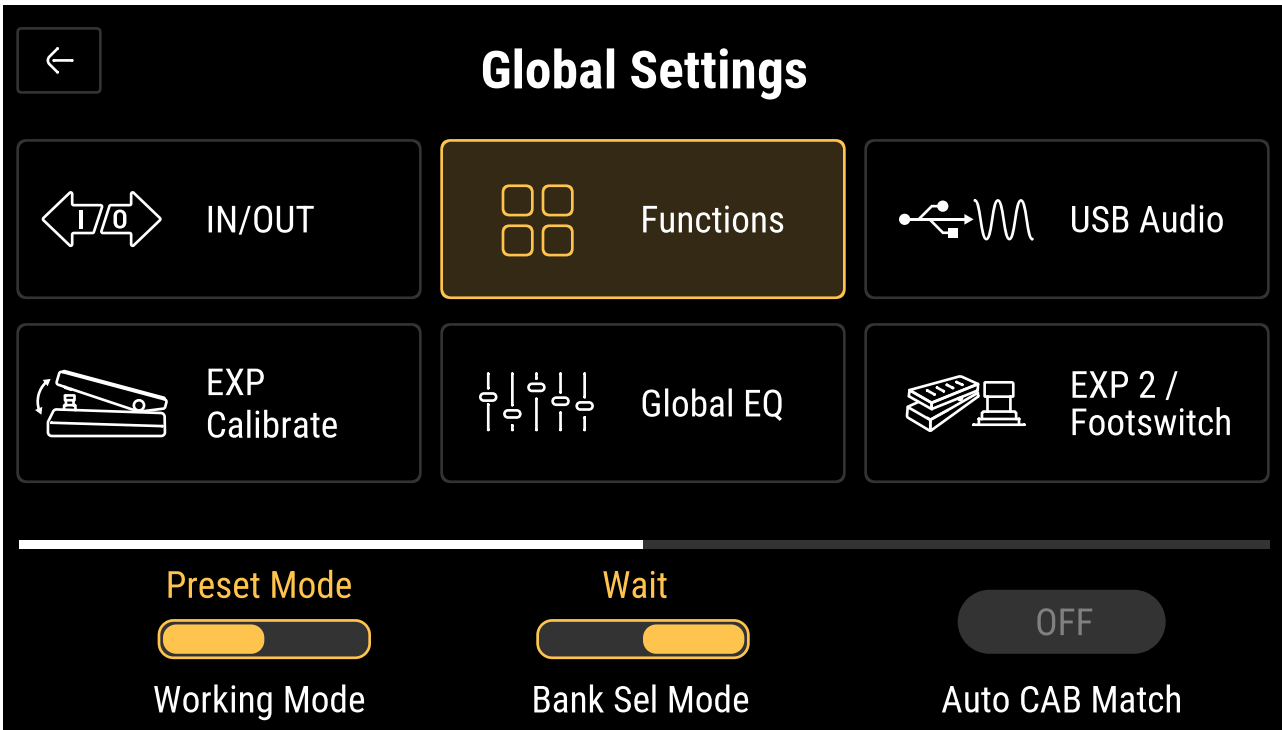 Global Settings
I/O
IN/OUT
Functions
USB Audio
EXP
Calibrate
Global EQ
EXP 2 /
Footswitch
Preset Mode
Wait
OFF
Working Mode
Bank Sel Mode
Auto CAB Match